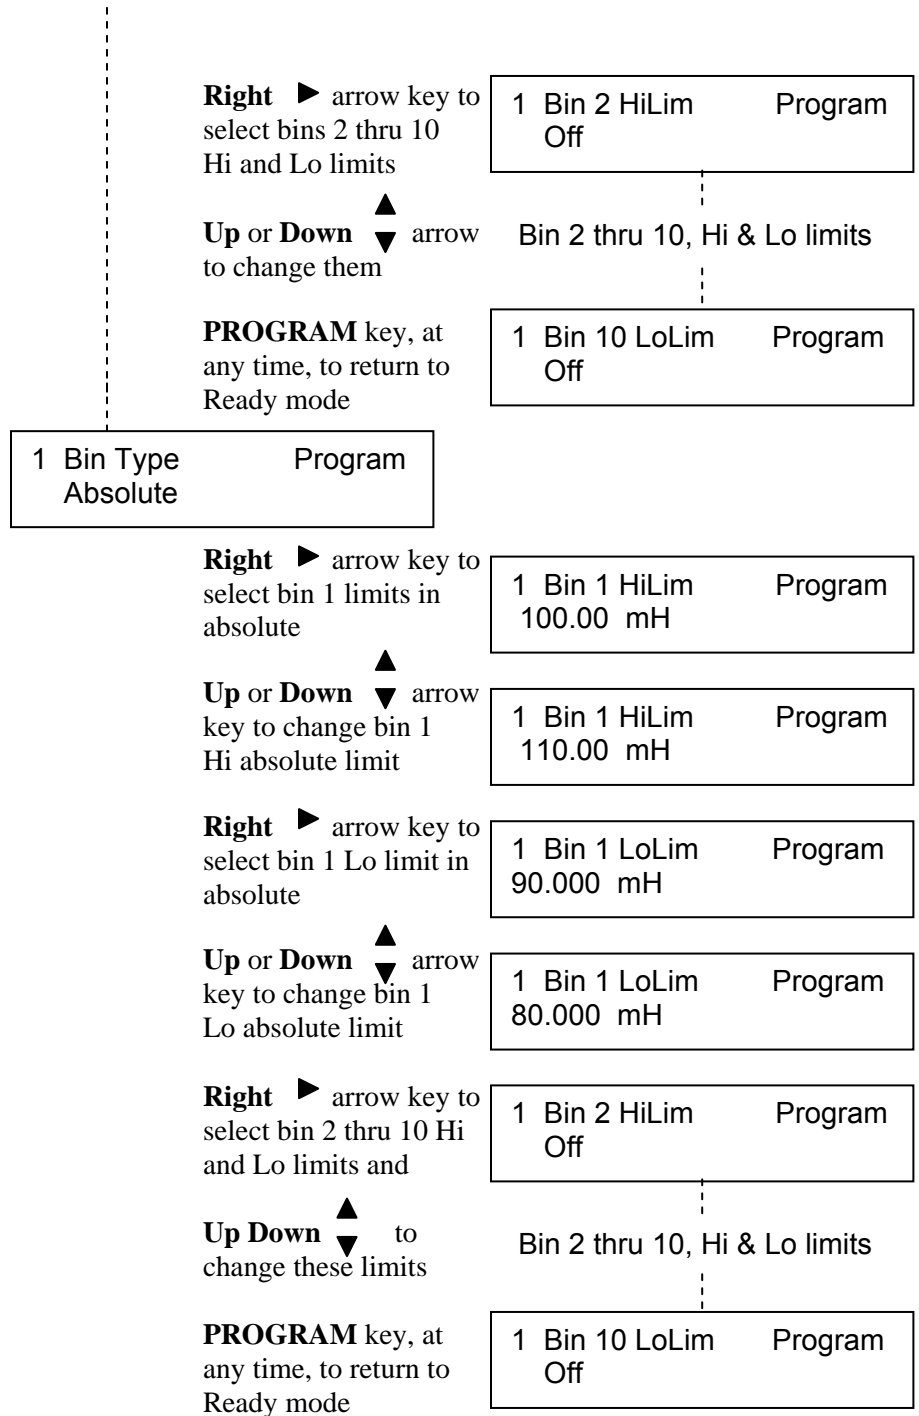 Right ► arrow key to
select bins 2 thru 10
Hi and Lo limits
1 Bin 2 HiLim Program
Off
Up or Down ▲▼ arrow
to change them
Bin 2 thru 10, Hi & Lo limits
PROGRAM key, at
any time, to return to
Ready mode
1 Bin 10 LoLim Program
Off
1 Bin Type Program
Absolute
Right ► arrow key to
select bin 1 limits in
absolute
1 Bin 1 HiLim Program
100.00 mH
Up or Down ▲▼ arrow
key to change bin 1
Hi absolute limit
1 Bin 1 HiLim Program
110.00 mH
Right ► arrow key to
select bin 1 Lo limit in
absolute
1 Bin 1 LoLim Program
90.000 mH
Up or Down ▲▼ arrow
key to change bin 1
Lo absolute limit
1 Bin 1 LoLim Program
80.000 mH
Right ► arrow key to
select bin 2 thru 10 Hi
and Lo limits and
1 Bin 2 HiLim Program
Off
Up Down ▲▼ to
change these limits
Bin 2 thru 10, Hi & Lo limits
PROGRAM key, at
any time, to return to
Ready mode
1 Bin 10 LoLim Program
Off